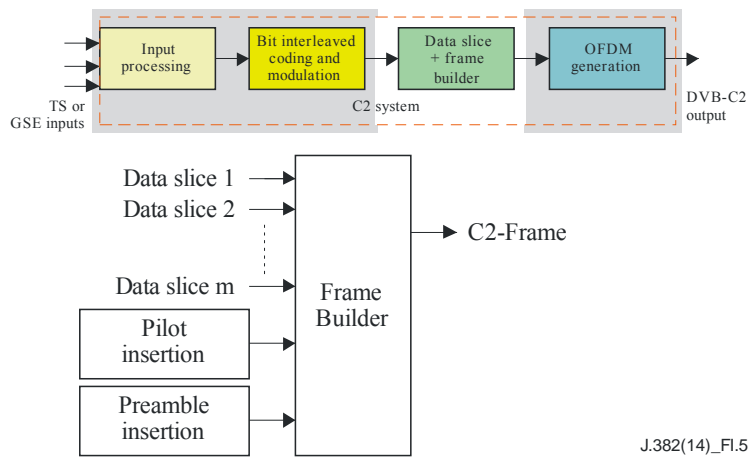 Input
processing
Bit interleaved
coding and
modulation
Data slice
+ frame
builder
OFDM
generation
TS or
GSE inputs
C2 system
DVB-C2
output
Data slice 1
Data slice 2
Data slice m
Frame
Builder
C2-Frame
Pilot
insertion
Preamble
insertion
J.382(14)_FI.5